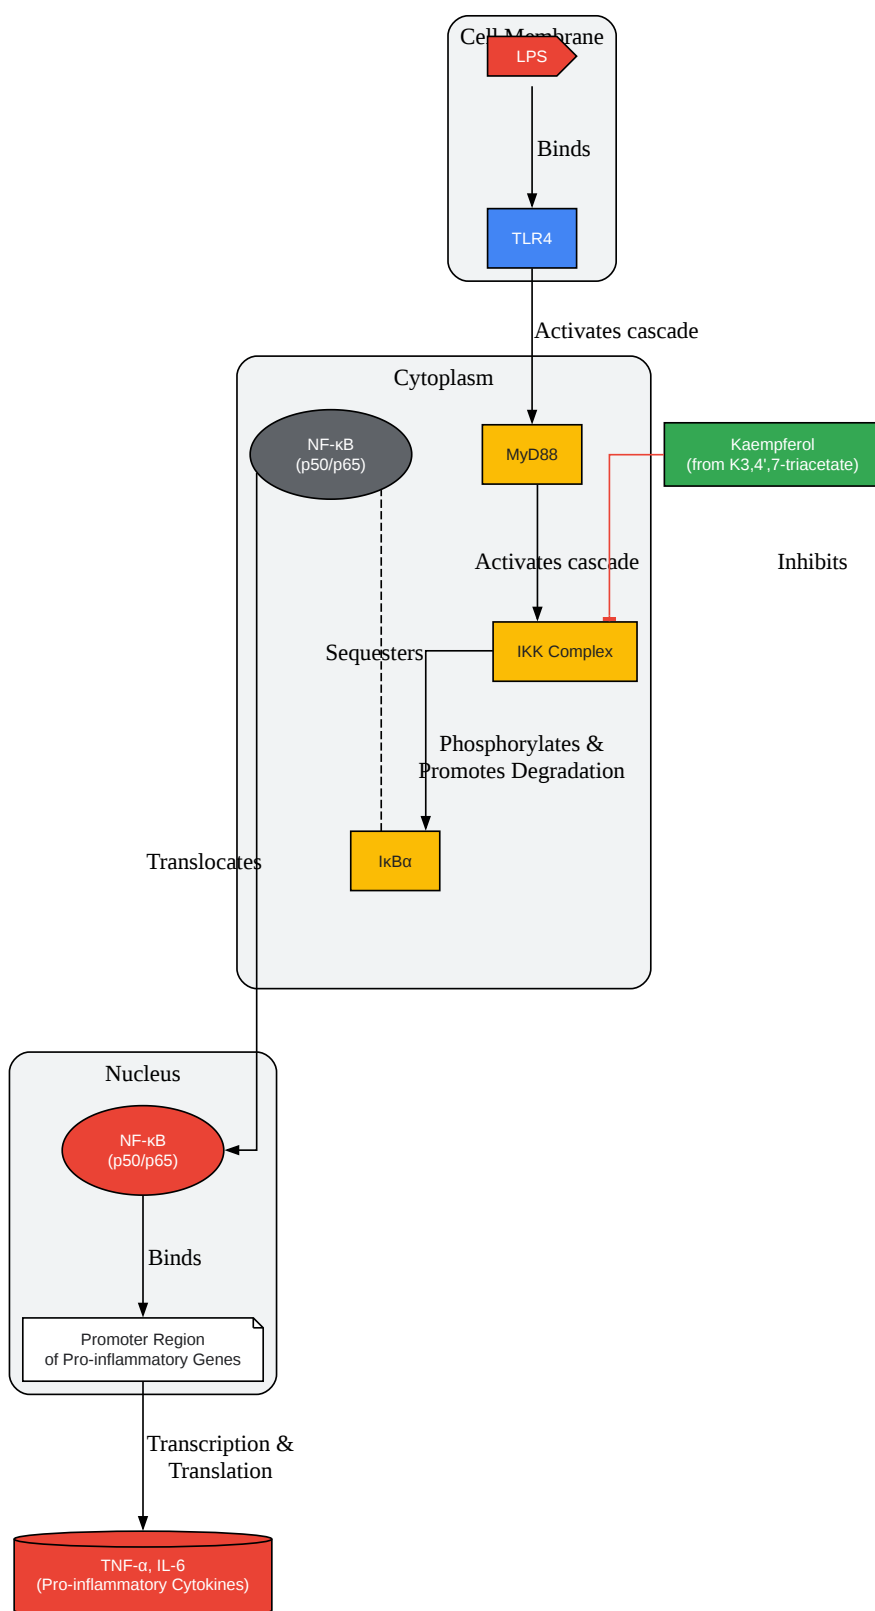 Cell Membrane
LPS
Binds
TLR4
Activates cascade
Cytoplasm
NF-κB
(p50/p65)
MyD88
Kaempferol
(from K3,4',7-triacetate)
Activates cascade
Inhibits
Sequesters
IKK Complex
Phosphorylates &
Promotes Degradation
Translocates
IκBα
Nucleus
NF-κB
(p50/p65)
Binds
Promoter Region
of Pro-inflammatory Genes
Transcription &
Translation
TNF-α, IL-6
(Pro-inflammatory Cytokines)